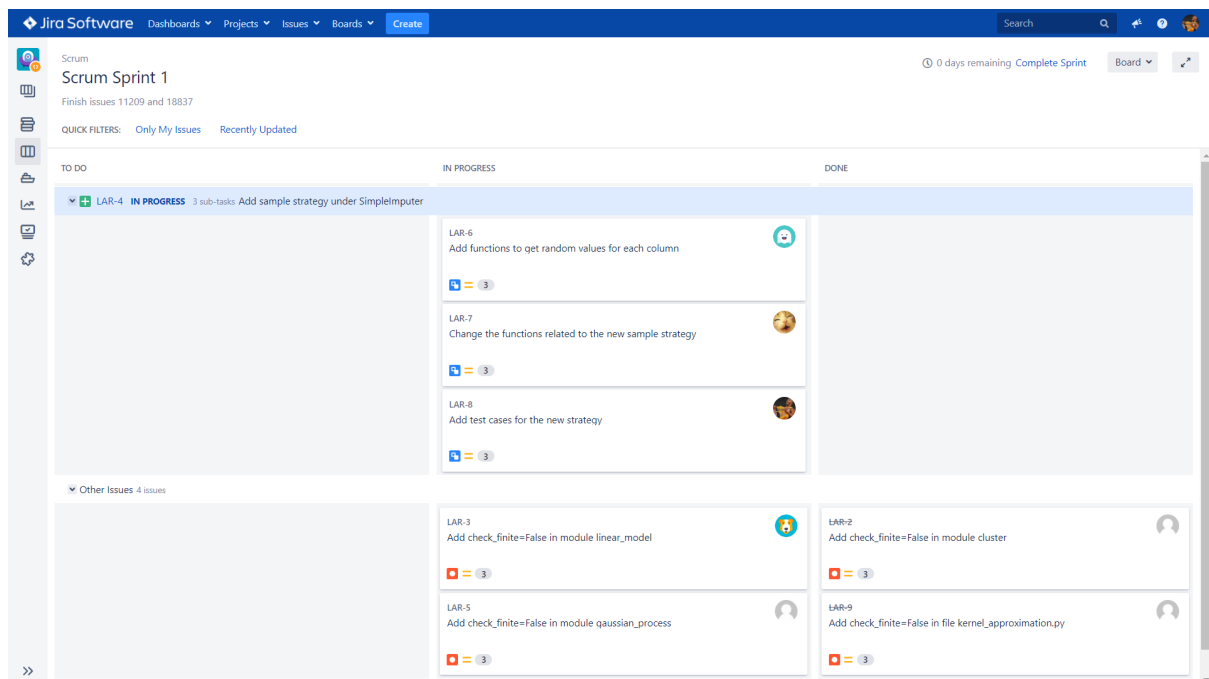 Jira Software Dashboards Projects Issues Boards Create Search
Scrum
Scrum Sprint 1
0 days remaining Complete Sprint Board
Finish issues 11209 and 18837
QUICK FILTERS: Only My Issues Recently Updated
TO DO IN PROGRESS DONE
LAR-4 IN PROGRESS 3 sub-tasks Add sample strategy under SimpleImputer
LAR-6
Add functions to get random values for each column
3
LAR-7
Change the functions related to the new sample strategy
3
LAR-8
Add test cases for the new strategy
3
Other Issues 4 issues
LAR-3
Add check_finite=False in module linear_model
3
LAR-2
Add check_finite=False in module cluster
3
LAR-5
Add check_finite=False in module gaussian_process
3
LAR-9
Add check_finite=False in file kernel_approximation.py
3